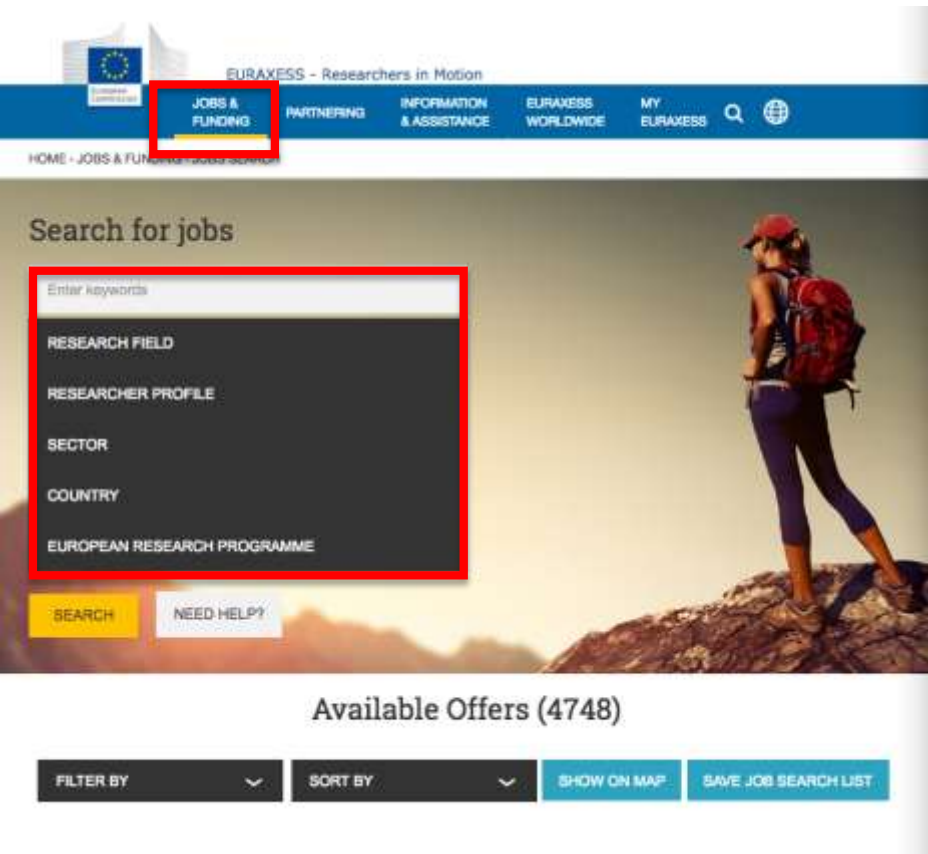 EURAXESS - Researchers in Motion
European
Commission
JOBS & FUNDING
PARTNERING
INFORMATION & ASSISTANCE
EURAXESS WORLDWIDE
MY EURAXESS
HOME › JOBS & FUNDING › JOBS SEARCH
Search for jobs
Enter keywords
RESEARCH FIELD
RESEARCHER PROFILE
SECTOR
COUNTRY
EUROPEAN RESEARCH PROGRAMME
SEARCH NEED HELP?
Available Offers (4748)
FILTER BY SORT BY SHOW ON MAP SAVE JOB SEARCH LIST